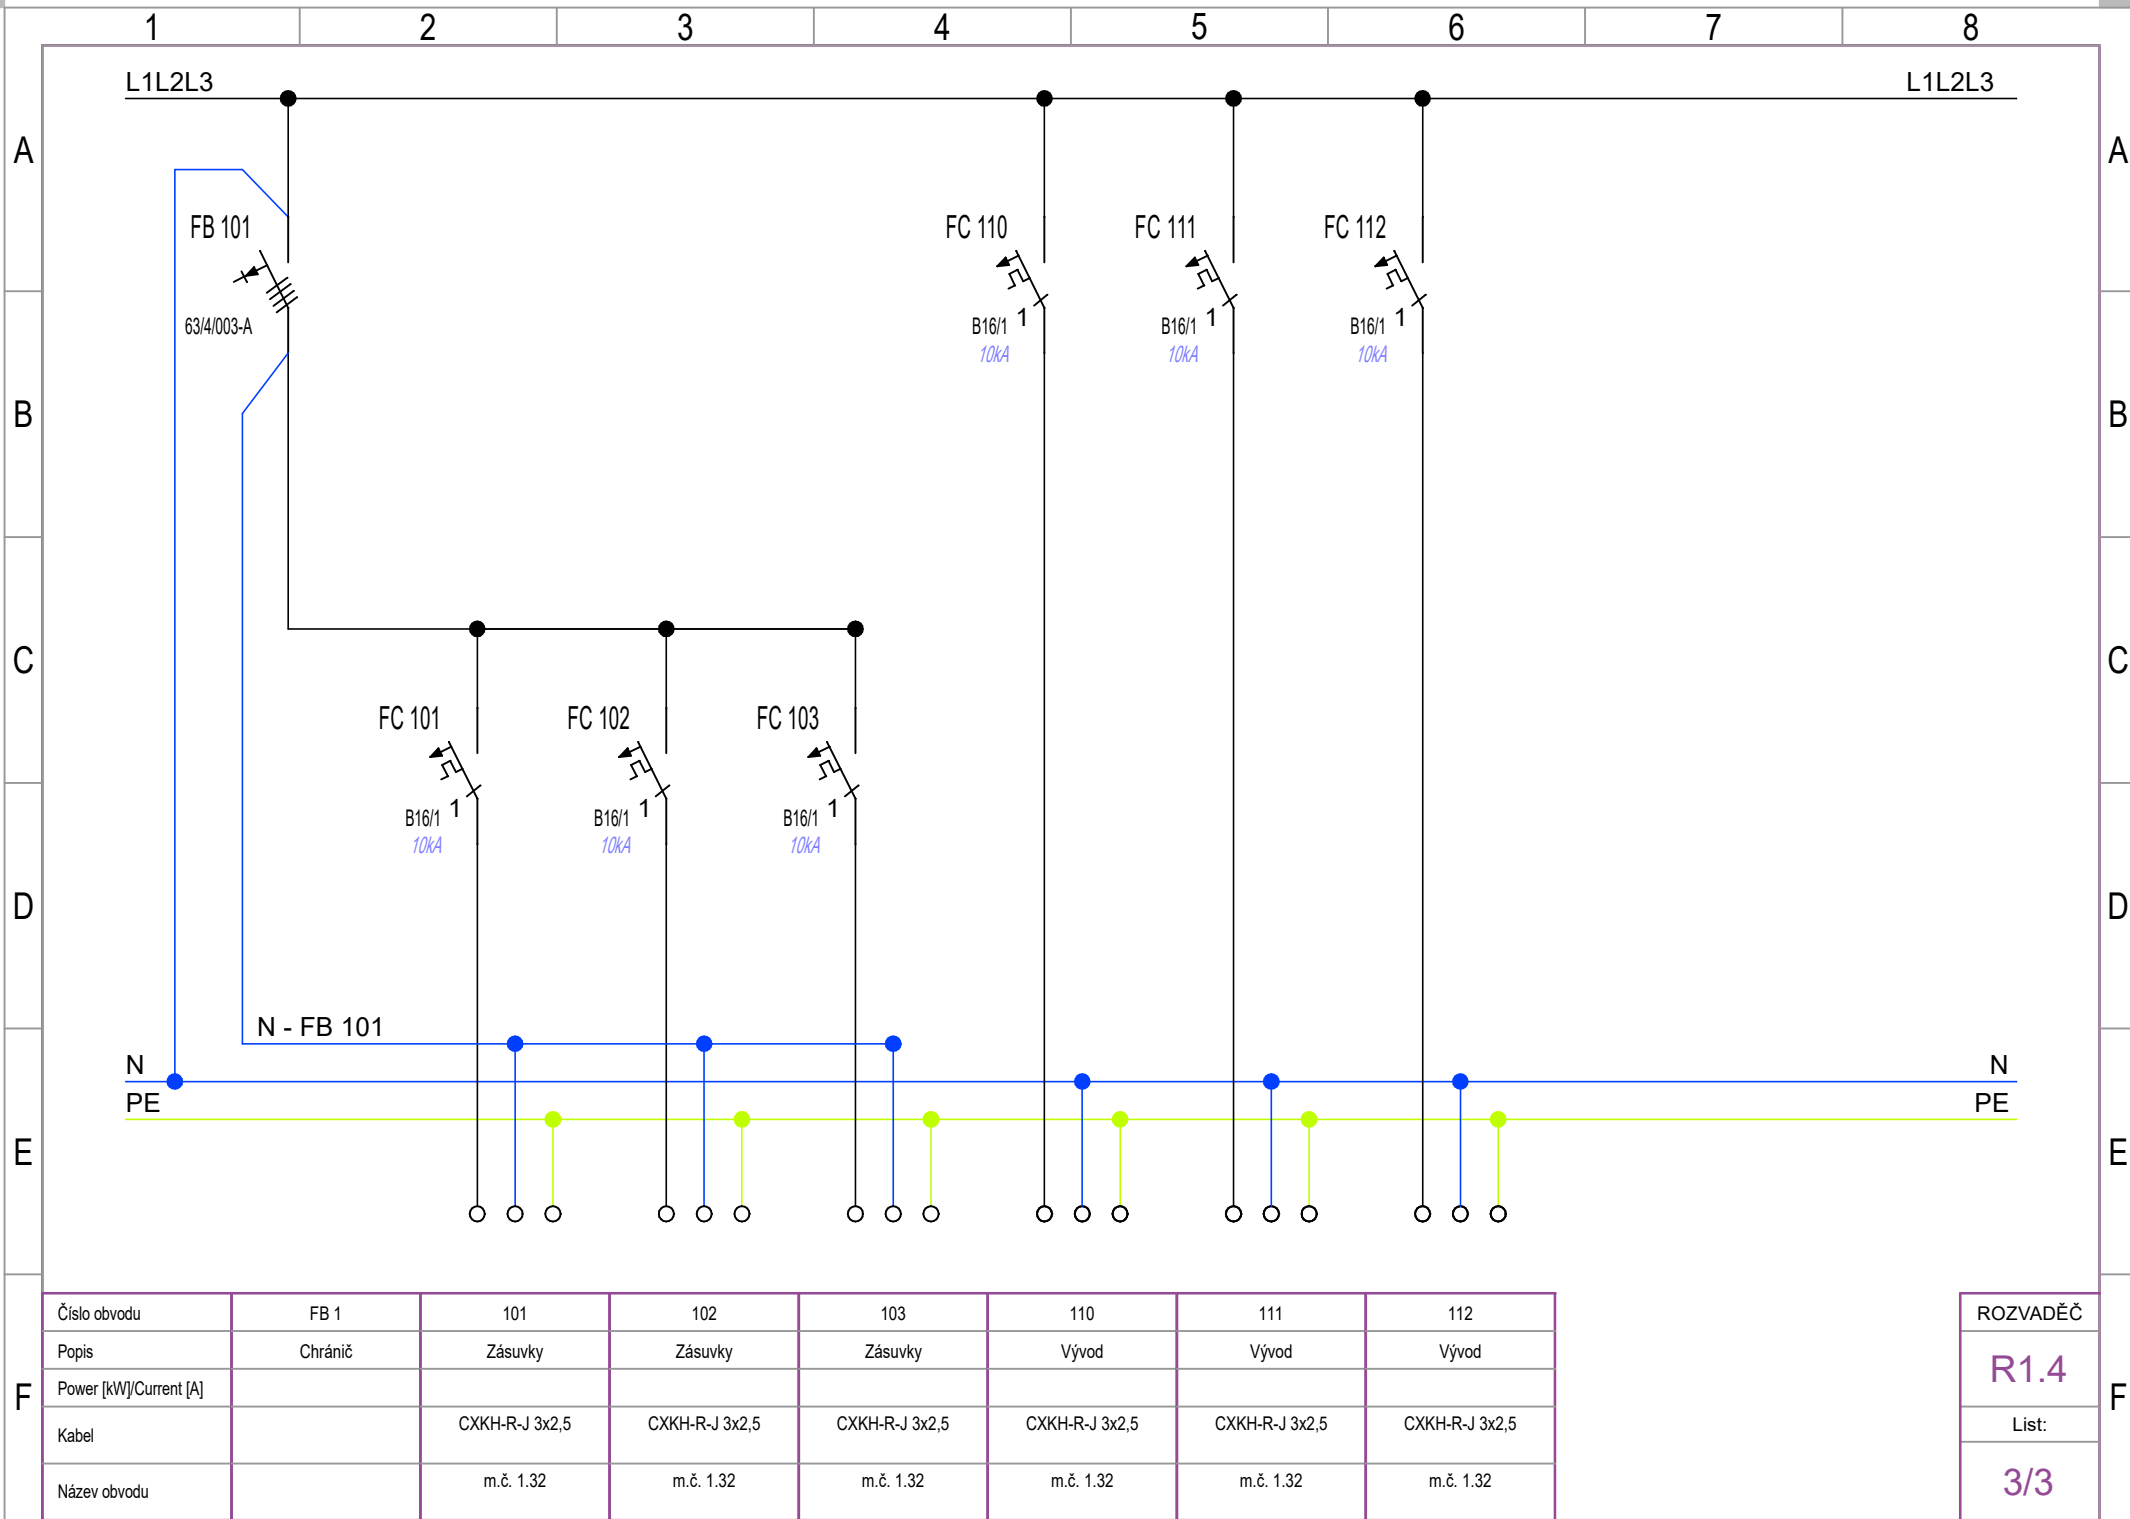 1 2 3 4 5 6 7 8
L1L2L3 L1L2L3
A A
FB 101 FC 110 FC 111 FC 112
63/4/003-A B16/1 1 B16/1 1 B16/1 1
10kA 10kA 10kA
B B
C C
FC 101 FC 102 FC 103
B16/1 1 B16/1 1 B16/1 1
10kA 10kA 10kA
D D
N - FB 101
N N
PE PE
E E
Číslo obvodu FB 1 101 102 103 110 111 112 ROZVADĚČ
Popis Chránič Zásuvky Zásuvky Zásuvky Vývod Vývod Vývod
R1.4
Power [kW]/Current [A]
F F
Kabel CXKH-R-J 3x2,5 CXKH-R-J 3x2,5 CXKH-R-J 3x2,5 CXKH-R-J 3x2,5 CXKH-R-J 3x2,5 CXKH-R-J 3x2,5 List:
Název obvodu m.č. 1.32 m.č. 1.32 m.č. 1.32 m.č. 1.32 m.č. 1.32 m.č. 1.32 3/3